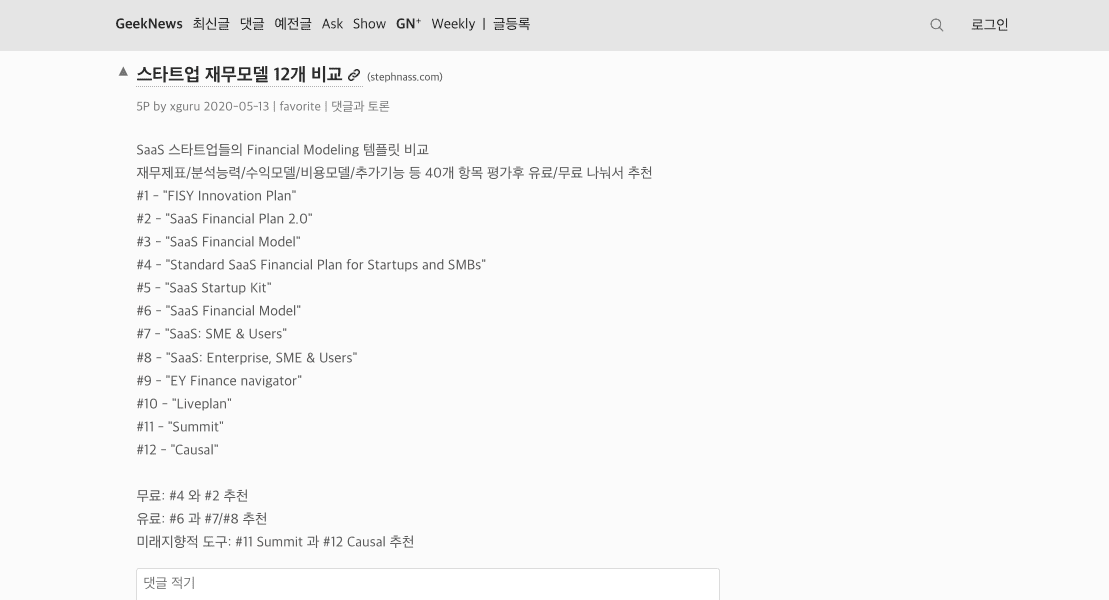 GeekNews 최신글 댓글 예전글 Ask Show GN⁺ Weekly | 글등록 로그인
▲ 스타트업 재무모델 12개 비교 (stephnass.com)
5P by xguru 2020-05-13 | favorite | 댓글과 토론
SaaS 스타트업들의 Financial Modeling 템플릿 비교
재무제표/분석능력/수익모델/비용모델/추가기능 등 40개 항목 평가후 유료/무료 나눠서 추천
#1 - "FISY Innovation Plan"
#2 - "SaaS Financial Plan 2.0"
#3 - "SaaS Financial Model"
#4 - "Standard SaaS Financial Plan for Startups and SMBs"
#5 - "SaaS Startup Kit"
#6 - "SaaS Financial Model"
#7 - "SaaS: SME & Users"
#8 - "SaaS: Enterprise, SME & Users"
#9 - "EY Finance navigator"
#10 - "Liveplan"
#11 - "Summit"
#12 - "Causal"
무료: #4 와 #2 추천
유료: #6 과 #7/#8 추천
미래지향적 도구: #11 Summit 과 #12 Causal 추천
댓글 적기